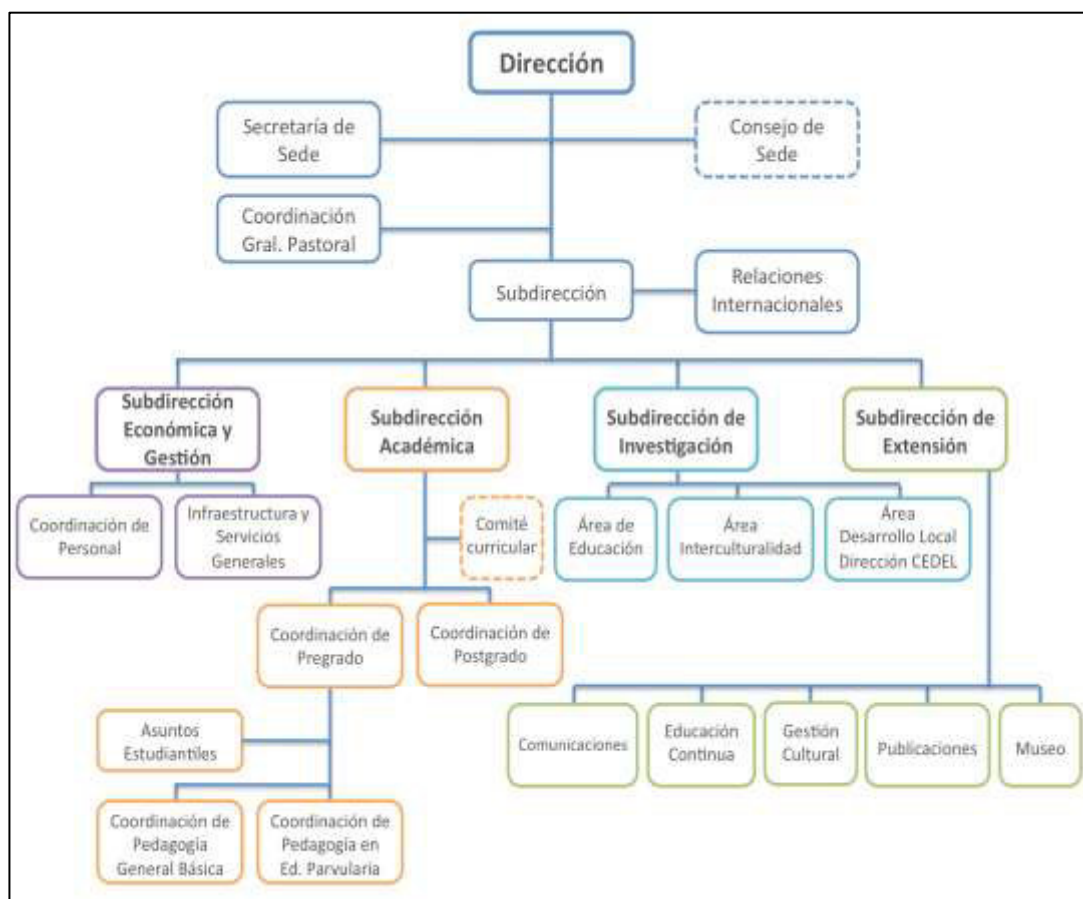 Dirección
Secretaría de
Sede
Consejo de
Sede
Coordinación
Gral. Pastoral
Subdirección
Relaciones
Internacionales
Subdirección
Económica y
Gestión
Subdirección
Académica
Subdirección de
Investigación
Subdirección de
Extensión
Coordinación de
Personal
Infraestructura y
Servicios
Generales
Comité
curricular
Área de
Educación
Área
Interculturalidad
Área
Desarrollo Local
Dirección CEDEL
Coordinación de
Pregrado
Coordinación de
Postgrado
Asuntos
Estudiantiles
Comunicaciones
Educación
Continua
Gestión
Cultural
Publicaciones
Museo
Coordinación de
Pedagogía
General Básica
Coordinación de
Pedagogía en
Ed. Parvularia